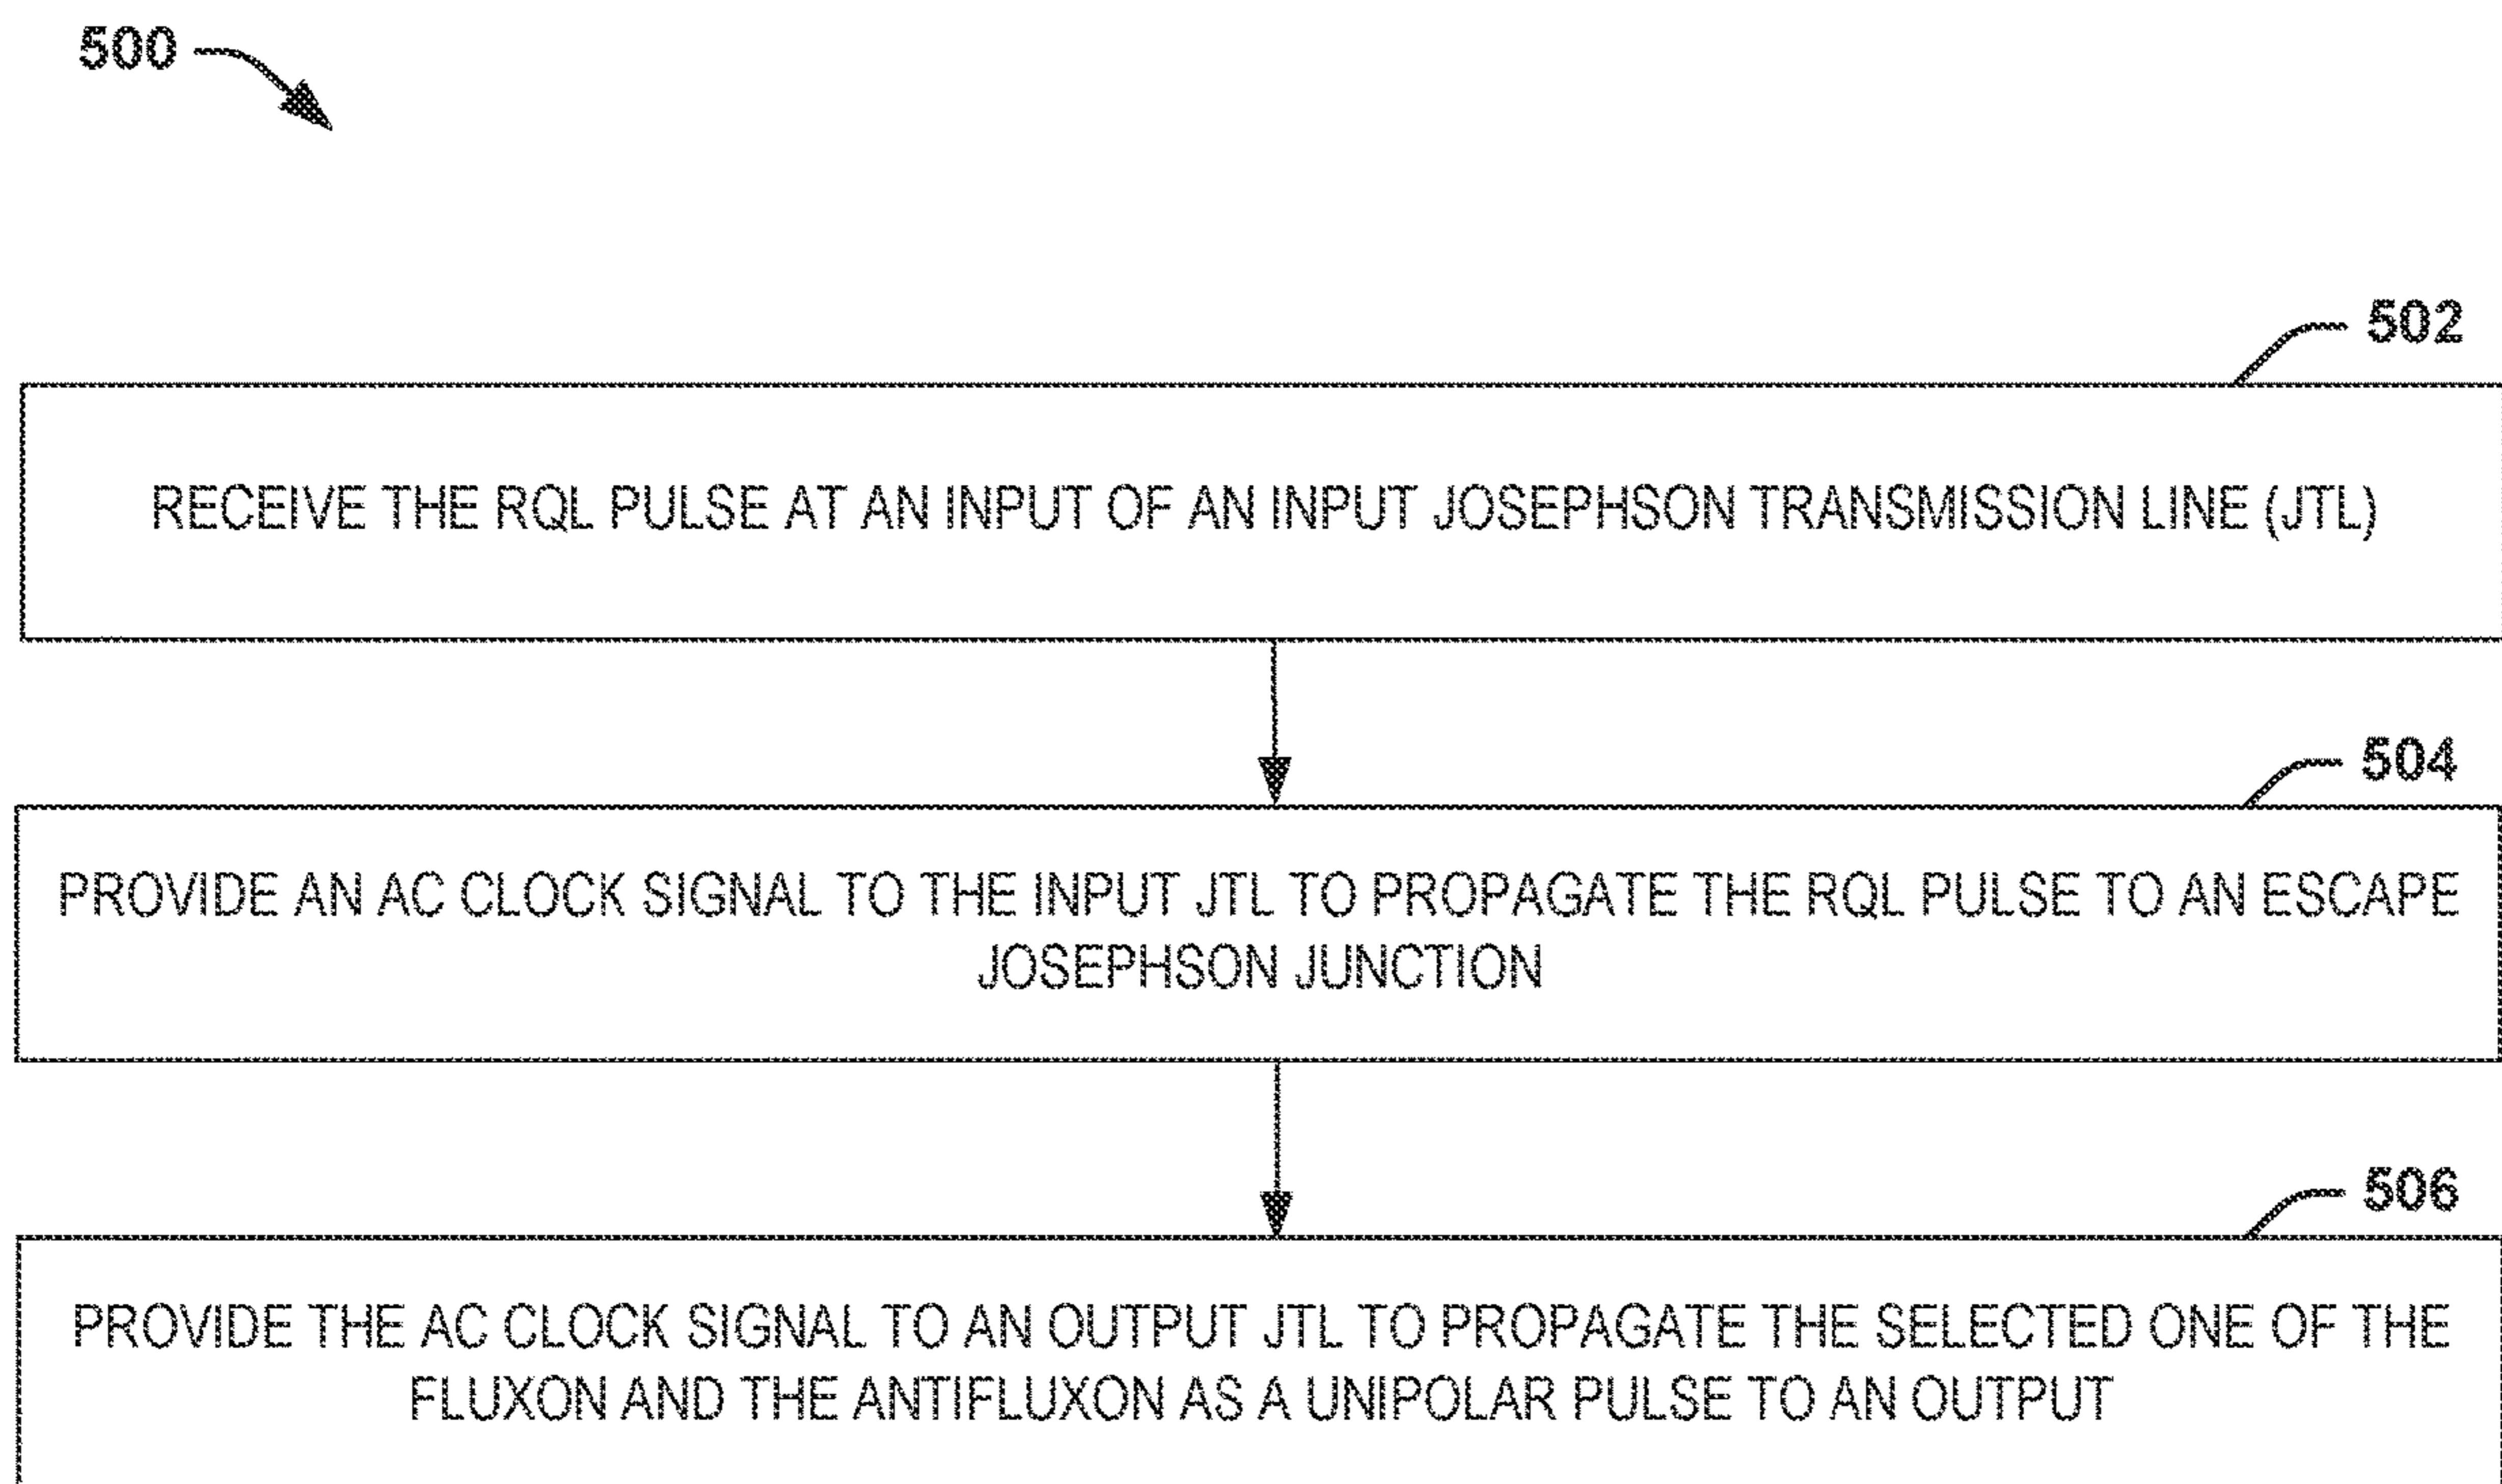 500
502
RECEIVE THE RQL PULSE AT AN INPUT OF AN INPUT JOSEPHSON TRANSMISSION LINE (JTL)
504
PROVIDE AN AC CLOCK SIGNAL TO THE INPUT JTL TO PROPAGATE THE RQL PULSE TO AN ESCAPE
JOSEPHSON JUNCTION
506
PROVIDE THE AC CLOCK SIGNAL TO AN OUTPUT JTL TO PROPAGATE THE SELECTED ONE OF THE
FLUXON AND THE ANTIFLUXON AS A UNIPOLAR PULSE TO AN OUTPUT